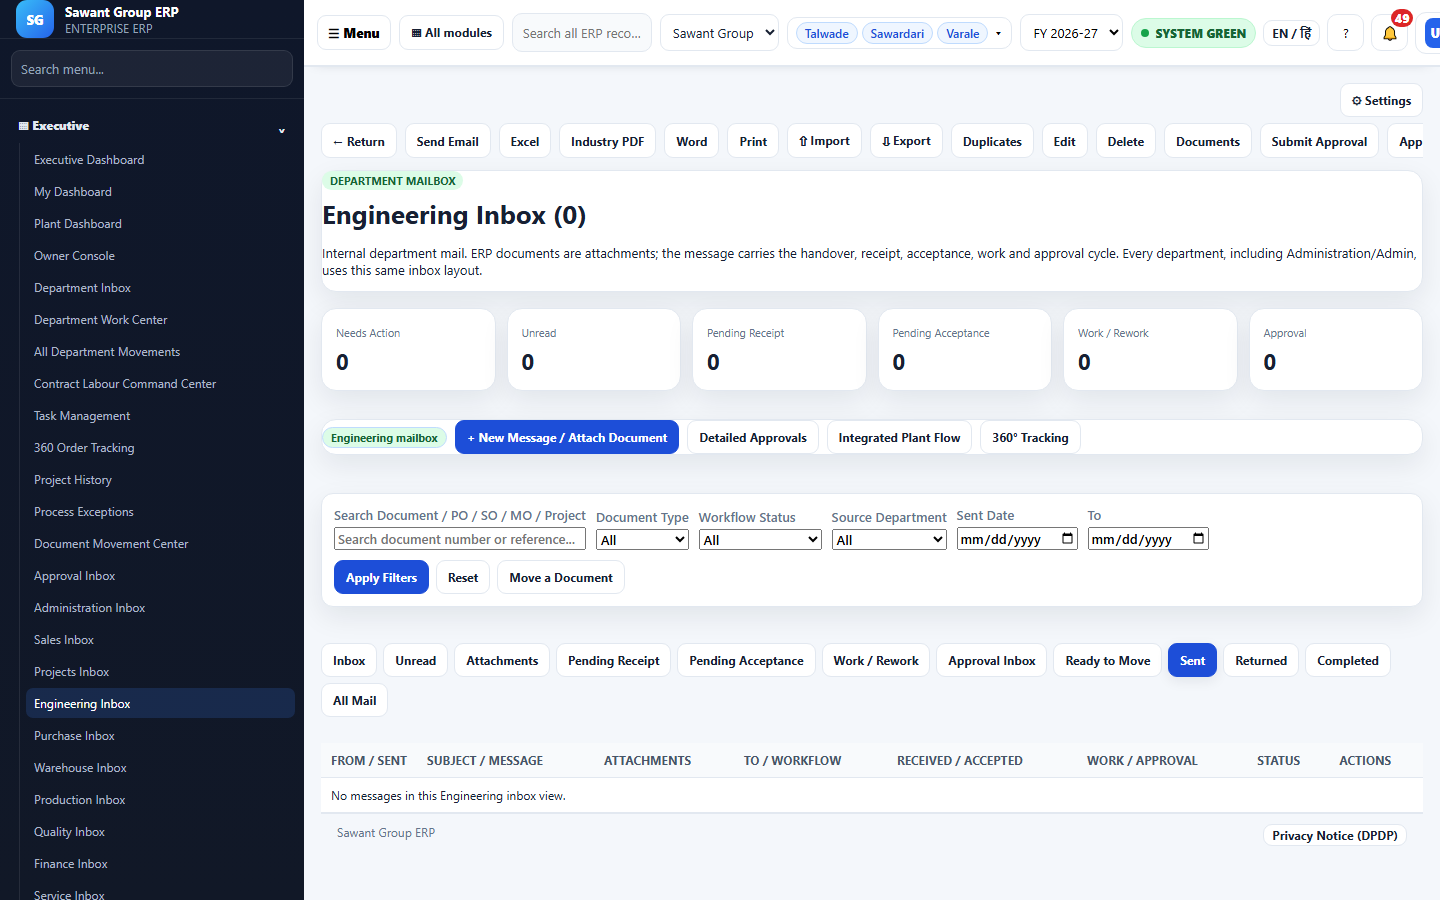 SG
Sawant Group ERP
ENTERPRISE ERP
Search menu...
Executive
Executive Dashboard
My Dashboard
Plant Dashboard
Owner Console
Department Inbox
Department Work Center
All Department Movements
Contract Labour Command Center
Task Management
360 Order Tracking
Project History
Process Exceptions
Document Movement Center
Approval Inbox
Administration Inbox
Sales Inbox
Projects Inbox
Engineering Inbox
Purchase Inbox
Warehouse Inbox
Production Inbox
Quality Inbox
Finance Inbox
Service Inbox
☰ Menu All modules Search all ERP reco... Sawant Group Talwade Sawardari Varale FY 2026-27 SYSTEM GREEN EN / हिं ? 49 U
⚙ Settings
← Return Send Email Excel Industry PDF Word Print ⇧ Import ⇩ Export Duplicates Edit Delete Documents Submit Approval App
DEPARTMENT MAILBOX
Engineering Inbox (0)
Internal department mail. ERP documents are attachments; the message carries the handover, receipt, acceptance, work and approval cycle. Every department, including Administration/Admin,
uses this same inbox layout.
Needs Action Unread Pending Receipt Pending Acceptance Work / Rework Approval
0 0 0 0 0 0
Engineering mailbox + New Message / Attach Document Detailed Approvals Integrated Plant Flow 360° Tracking
Search Document / PO / SO / MO / Project Document Type Workflow Status Source Department Sent Date To
Search document number or reference... All All All mm/dd/yyyy mm/dd/yyyy
Apply Filters Reset Move a Document
Inbox Unread Attachments Pending Receipt Pending Acceptance Work / Rework Approval Inbox Ready to Move Sent Returned Completed
All Mail
FROM / SENT SUBJECT / MESSAGE ATTACHMENTS TO / WORKFLOW RECEIVED / ACCEPTED WORK / APPROVAL STATUS ACTIONS
No messages in this Engineering inbox view.
Sawant Group ERP Privacy Notice (DPDP)